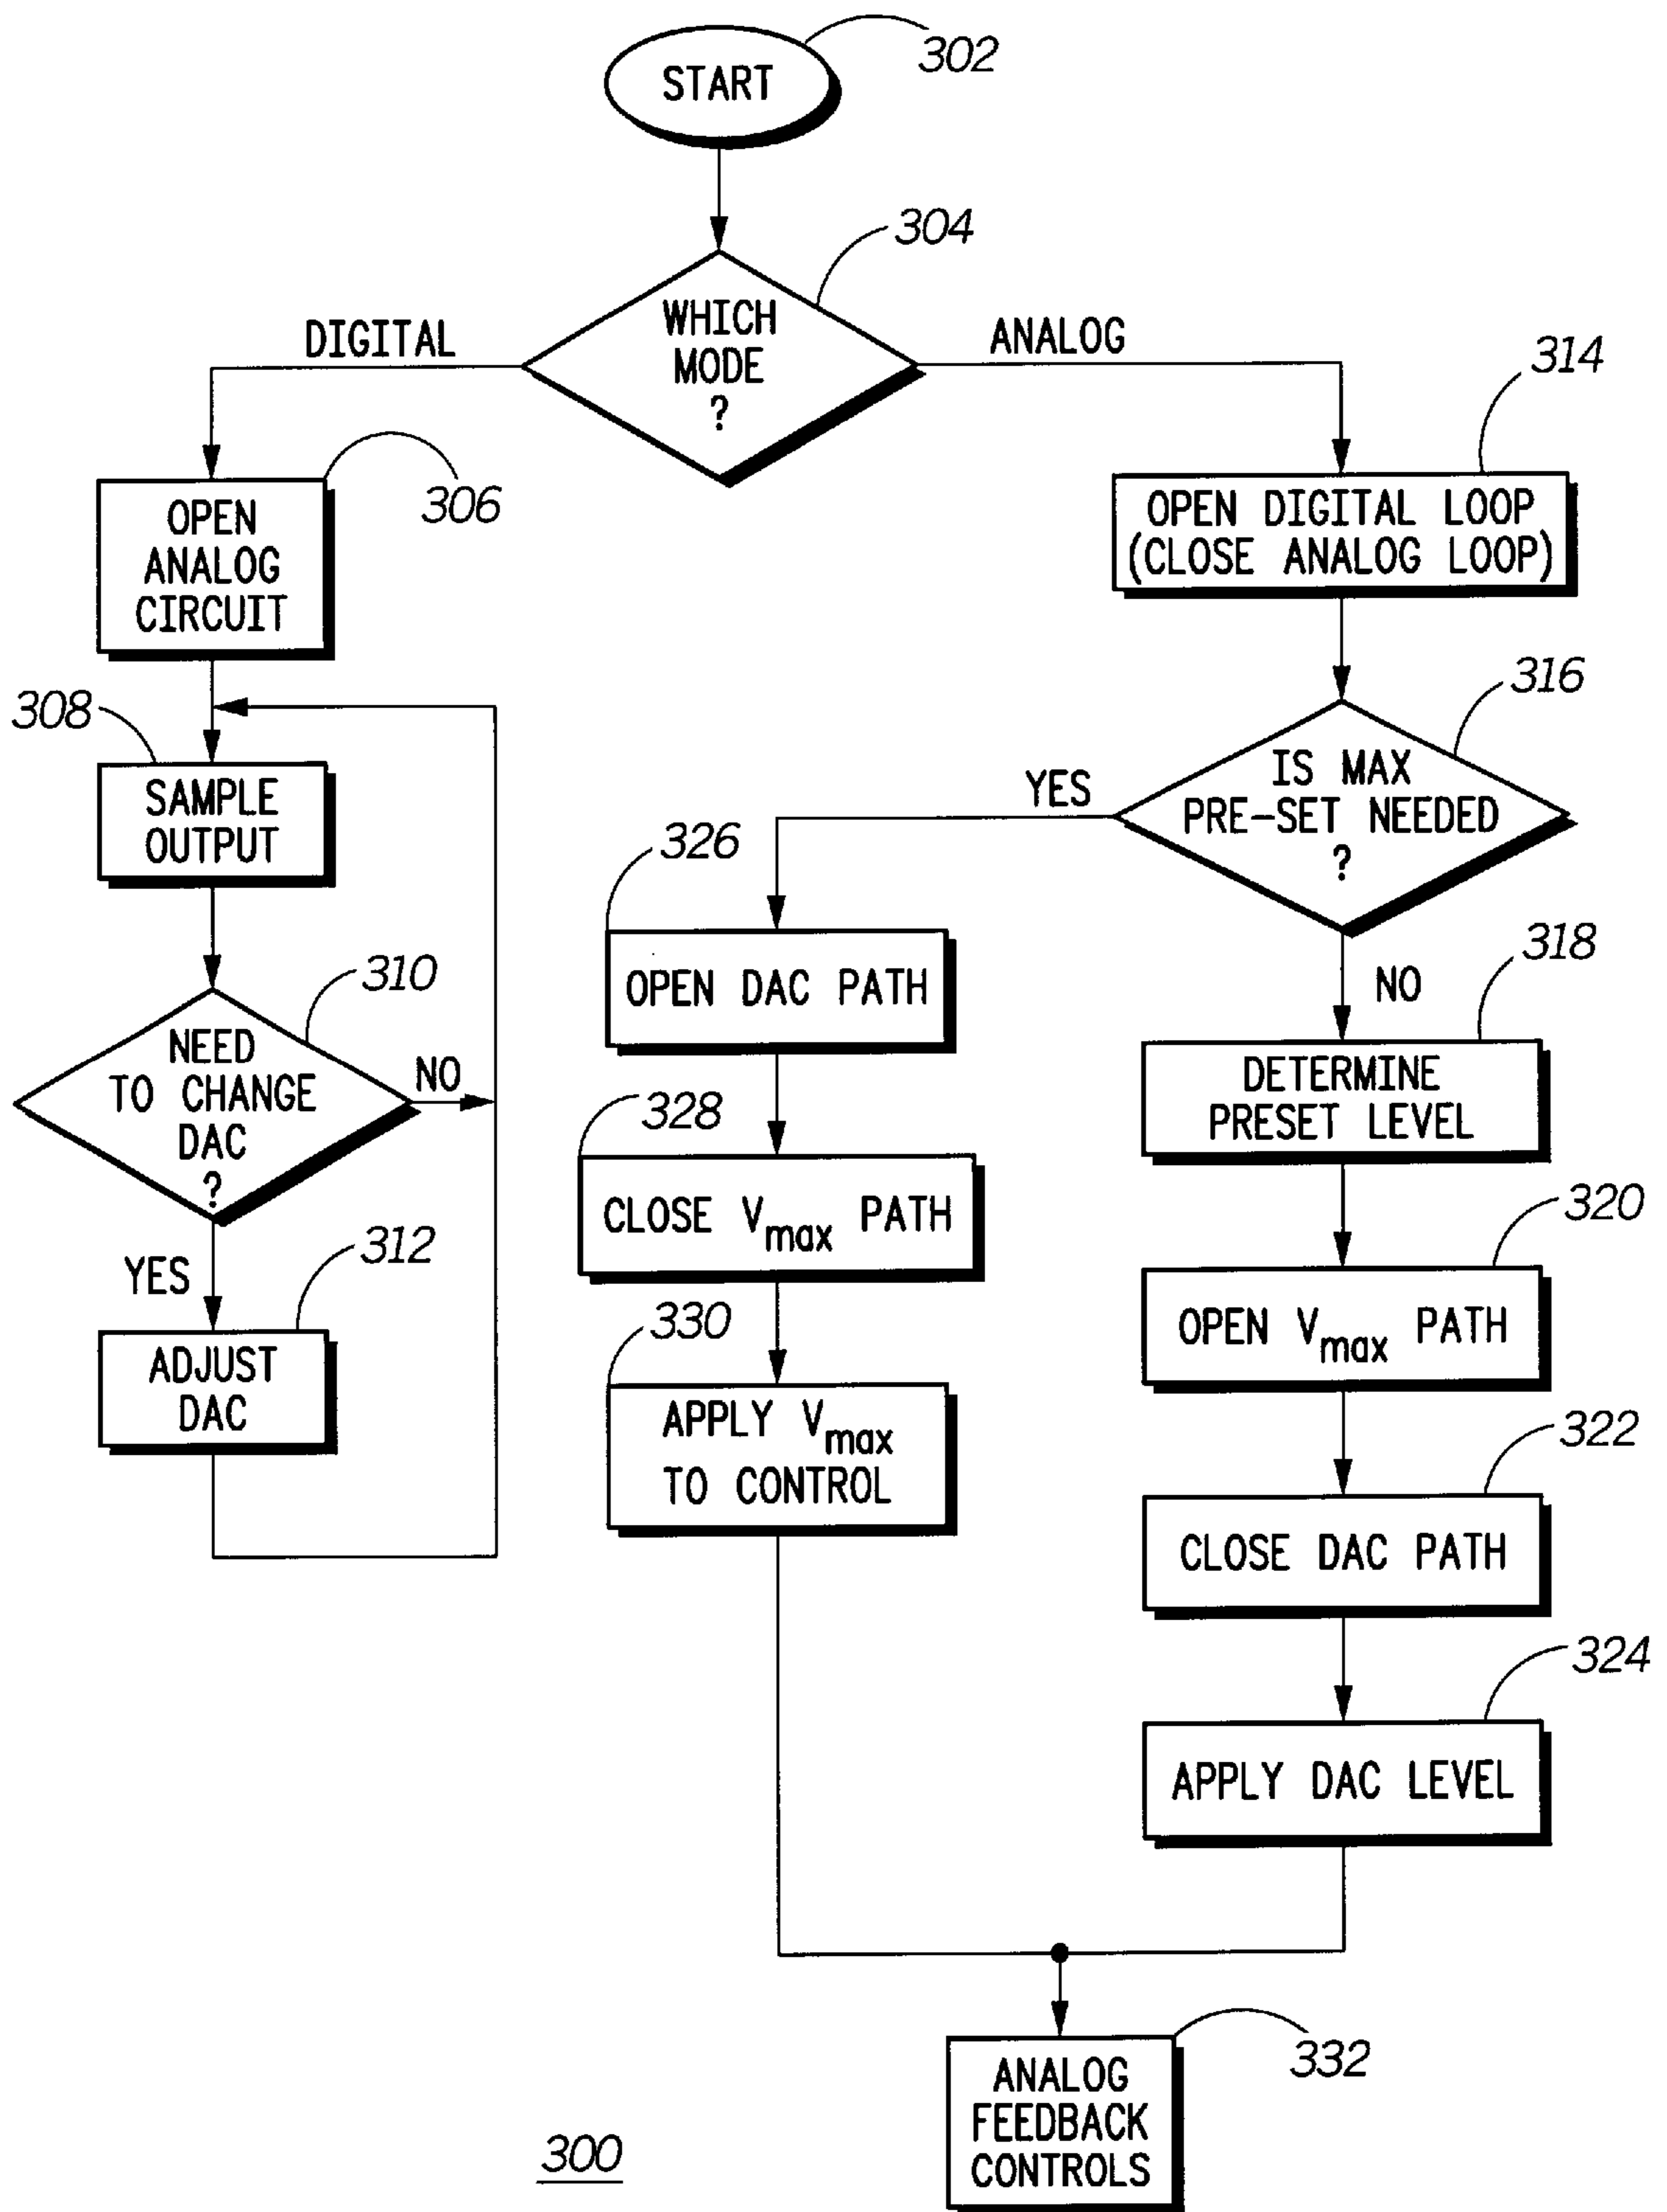 START
302
WHICH
MODE
?
304
DIGITAL
ANALOG
OPEN
ANALOG
CIRCUIT
306
SAMPLE
OUTPUT
308
NEED
TO CHANGE
DAC
?
310
NO
YES
ADJUST
DAC
312
OPEN DIGITAL LOOP
(CLOSE ANALOG LOOP)
314
IS MAX
PRE-SET NEEDED
?
316
YES
NO
OPEN DAC PATH
326
CLOSE Vmax PATH
328
APPLY Vmax
TO CONTROL
330
DETERMINE
PRESET LEVEL
318
OPEN Vmax PATH
320
CLOSE DAC PATH
322
APPLY DAC LEVEL
324
ANALOG
FEEDBACK
CONTROLS
332
300